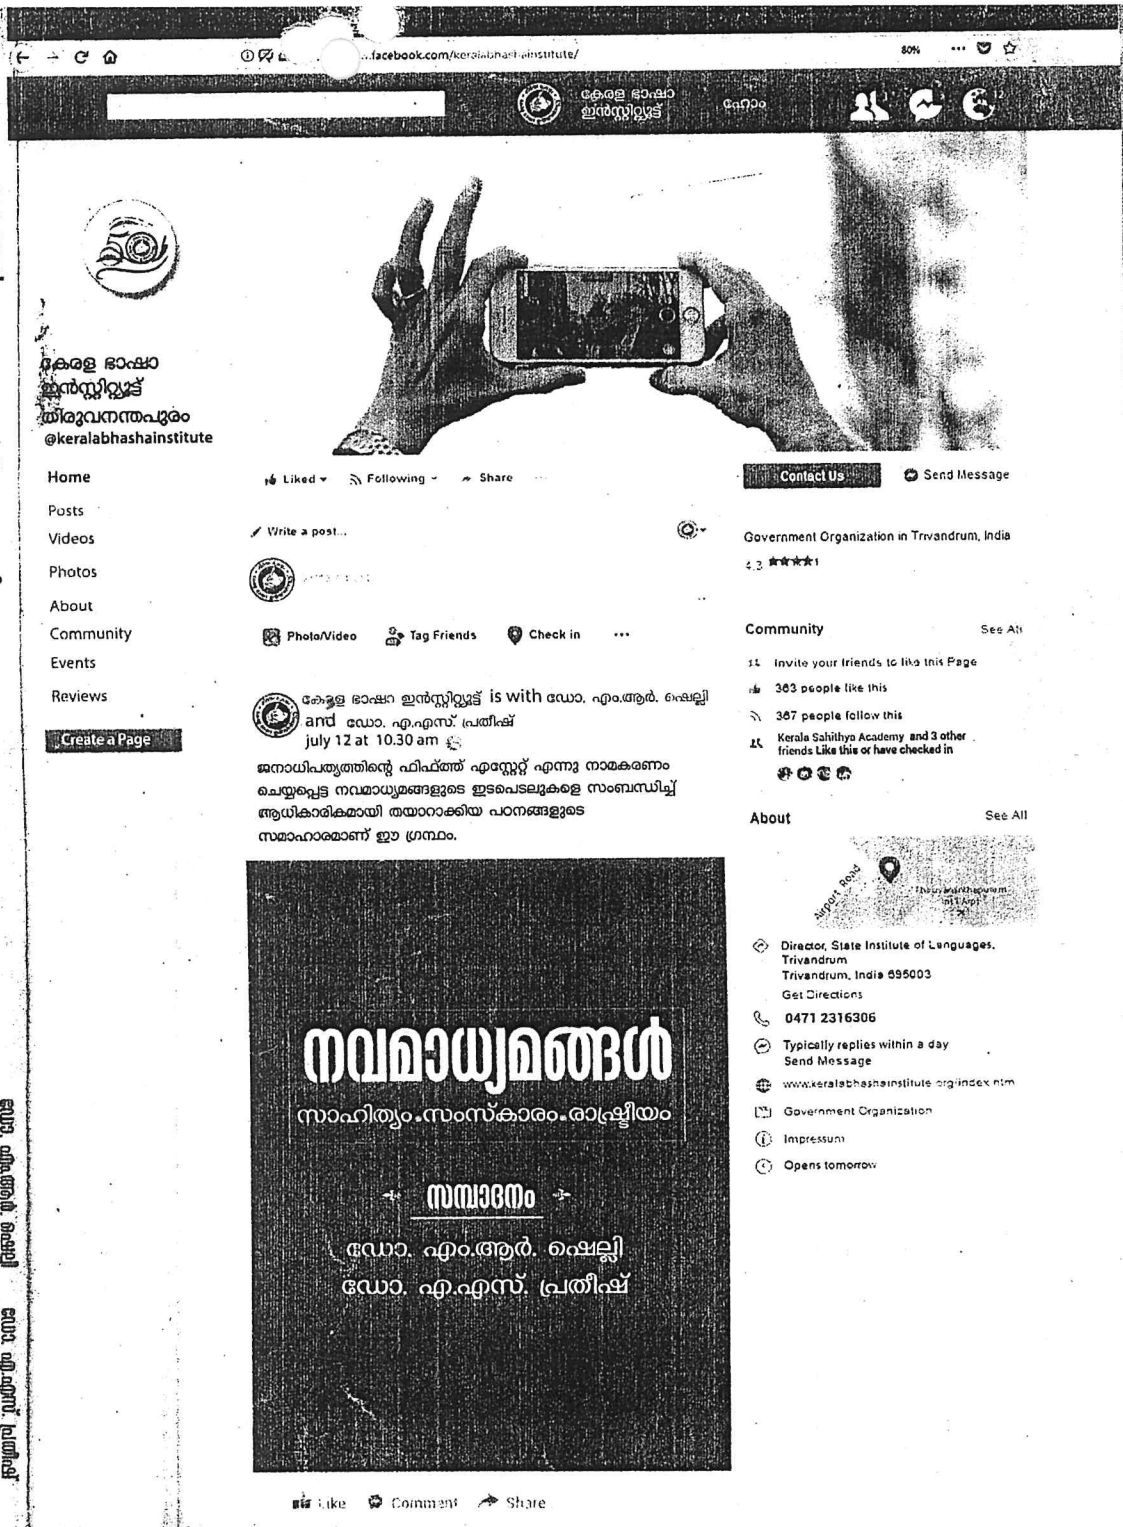 facebook.com/keralabhashainstitute/
80%
കേരള ഭാഷാ
ഇൻസ്റ്റിറ്റ്യൂട്ട്
ഹോം
12
കേരള ഭാഷാ
ഇൻസ്റ്റിറ്റ്യൂട്ട്
തിരുവനന്തപുരം
@keralabhashainstitute
Home
Posts
Videos
Photos
About
Community
Events
Reviews
Create a Page
Liked
Following
Share
Contact Us
Send Message
Write a post...
Photo/Video
Tag Friends
Check in
കേരള ഭാഷാ ഇൻസ്റ്റിറ്റ്യൂട്ട് is with ഡോ. എം.ആർ. ഷെല്ലി
and ഡോ. എ.എസ്. പ്രതീഷ്
july 12 at 10.30 am
ജനാധിപത്യത്തിന്റെ ഫിഫ്ത്ത് എസ്റ്റേറ്റ് എന്നു നാമകരണം
ചെയ്യപ്പെട്ട നവമാധ്യമങ്ങളുടെ ഇടപെടലുകളെ സംബന്ധിച്ച്
ആധികാരികമായി തയാറാക്കിയ പഠനങ്ങളുടെ
സമാഹാരമാണ് ഈ ഗ്രന്ഥം.
നവമാധ്യമങ്ങൾ
സാഹിത്യം.സംസ്കാരം.രാഷ്ട്രീയം
സമ്പാദനം
ഡോ. എം.ആർ. ഷെല്ലി
ഡോ. എ.എസ്. പ്രതീഷ്
Like
Comment
Share
Government Organization in Trivandrum, India
4.3
Community
See All
Invite your friends to like this Page
363 people like this
367 people follow this
Kerala Sahithya Academy and 3 other
friends Like this or have checked in
About
See All
Airport Road
Director, State Institute of Languages,
Trivandrum
Trivandrum, India 695003
Get Directions
0471 2316306
Typically replies within a day
Send Message
www.keralabhashainstitute.org/index.htm
Government Organization
Impressum
Opens tomorrow
ഡോ. എം.ആർ. ഷെല്ലി ഡോ. എ.എസ്. പ്രതീഷ്